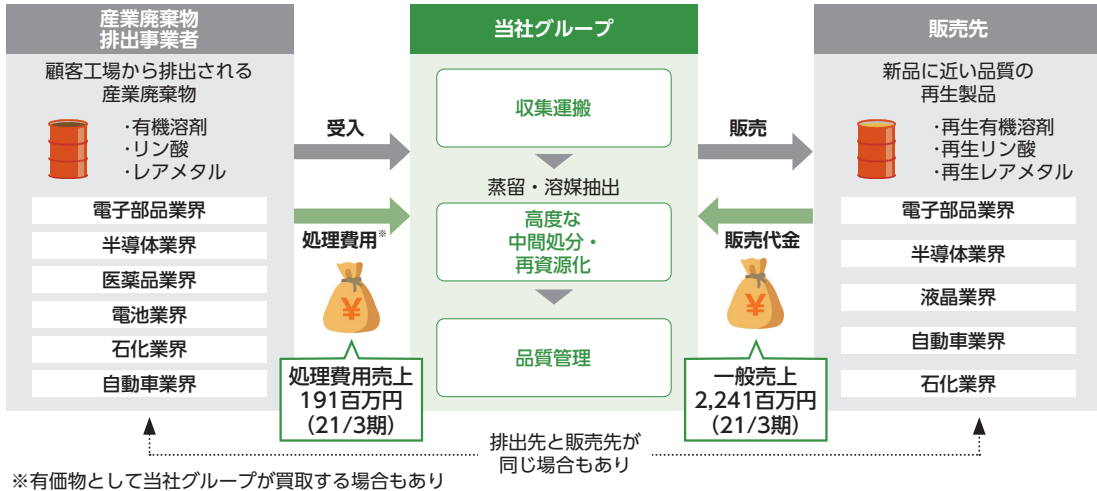 産業廃棄物
排出事業者
顧客工場から排出される
産業廃棄物
・有機溶剤
・リン酸
・レアメタル
電子部品業界
半導体業界
医薬品業界
電池業界
石化業界
自動車業界
受入
処理費用※
¥
処理費用売上
191百万円
(21/3期)
当社グループ
収集運搬
蒸留・溶媒抽出
高度な
中間処分・
再資源化
品質管理
販売
販売代金
¥
一般売上
2,241百万円
(21/3期)
販売先
新品に近い品質の
再生製品
・再生有機溶剤
・再生リン酸
・再生レアメタル
電子部品業界
半導体業界
液晶業界
自動車業界
石化業界
排出先と販売先が
同じ場合もあり
※有価物として当社グループが買取する場合もあり